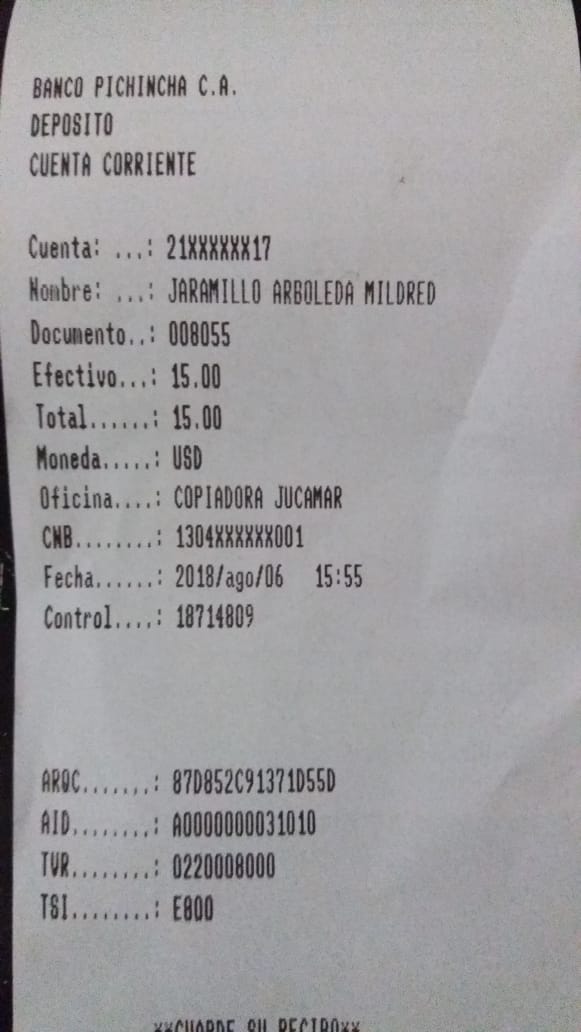 BANCO PICHINCHA C.A.
DEPOSITO
CUENTA CORRIENTE
Cuenta: ...: 21XXXXXX17
Nombre: ...: JARAMILLO ARBOLEDA MILDRED
Documento..: 008055
Efectivo...: 15.00
Total......: 15.00
Moneda.....: USD
Oficina....: COPIADORA JUCAMAR
CNB........: 1304XXXXXX001
Fecha......: 2018/ago/06 15:55
Control....: 18714809
ARQC.......: 87D852C91371D55D
AID........: A0000000031010
TVR........: 0220008000
TSI........: E800
**GUARDE SU RECIBO**